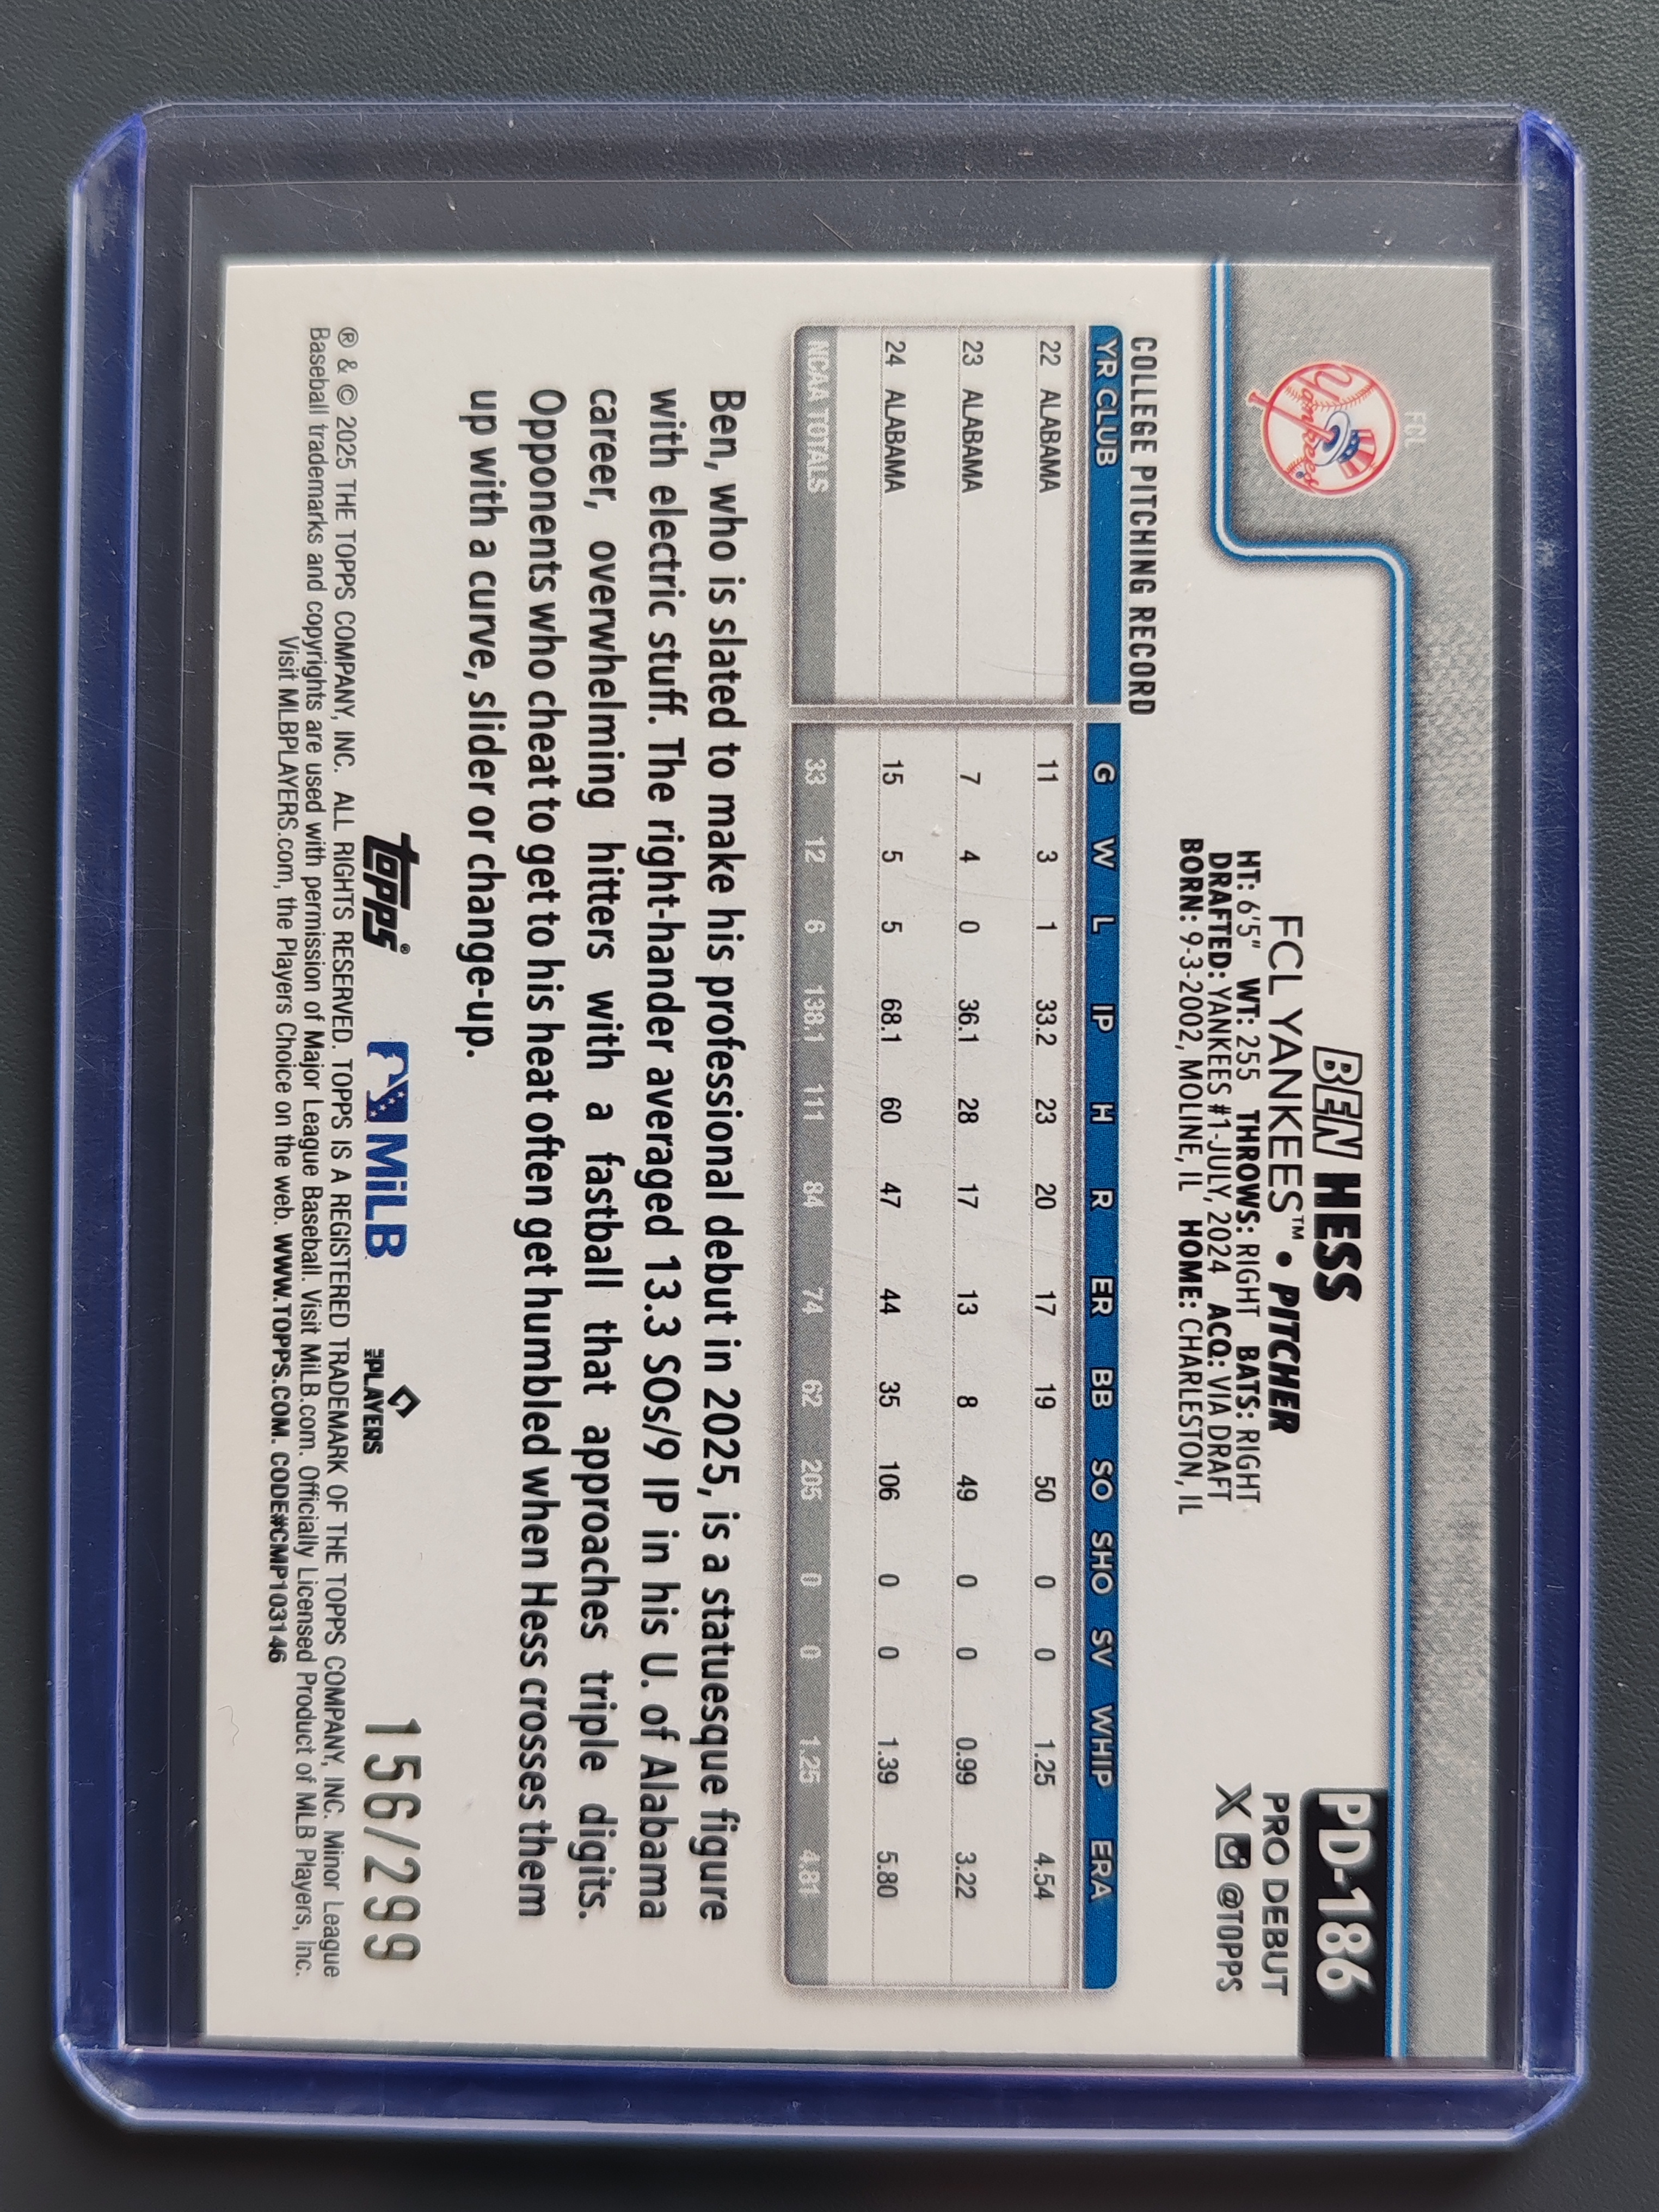 FCL
Yankees
BEN HESS
FCL YANKEES™ • PITCHER
HT: 6'5" WT: 255 THROWS: RIGHT BATS: RIGHT
DRAFTED: YANKEES #1-JULY, 2024 ACQ: VIA DRAFT
BORN: 9-3-2002, MOLINE, IL HOME: CHARLESTON, IL
PD-186
PRO DEBUT
X @TOPPS
COLLEGE PITCHING RECORD
YR CLUB G W L IP H R ER BB SO SHO SV WHIP ERA
22 ALABAMA 11 3 1 33.2 23 20 17 19 50 0 0 1.25 4.54
23 ALABAMA 7 4 0 36.1 28 17 13 8 49 0 0 0.99 3.22
24 ALABAMA 15 5 5 68.1 60 47 44 35 106 0 0 1.39 5.80
NCAA TOTALS 33 12 6 138.1 111 84 74 62 205 0 0 1.25 4.81
Ben, who is slated to make his professional debut in 2025, is a statuesque figure
with electric stuff. The right-hander averaged 13.3 SOs/9 IP in his U. of Alabama
career, overwhelming hitters with a fastball that approaches triple digits.
Opponents who cheat to get to his heat often get humbled when Hess crosses them
up with a curve, slider or change-up.
topps® MiLB PLAYERS 156/299
® & © 2025 THE TOPPS COMPANY, INC. ALL RIGHTS RESERVED. TOPPS IS A REGISTERED TRADEMARK OF THE TOPPS COMPANY, INC. Minor League
Baseball trademarks and copyrights are used with permission of Major League Baseball. Visit MiLB.com. Officially Licensed Product of MLB Players, Inc.
Visit MLBPLAYERS.com, the Players Choice on the web. WWW.TOPPS.COM. CODE#CMP103146